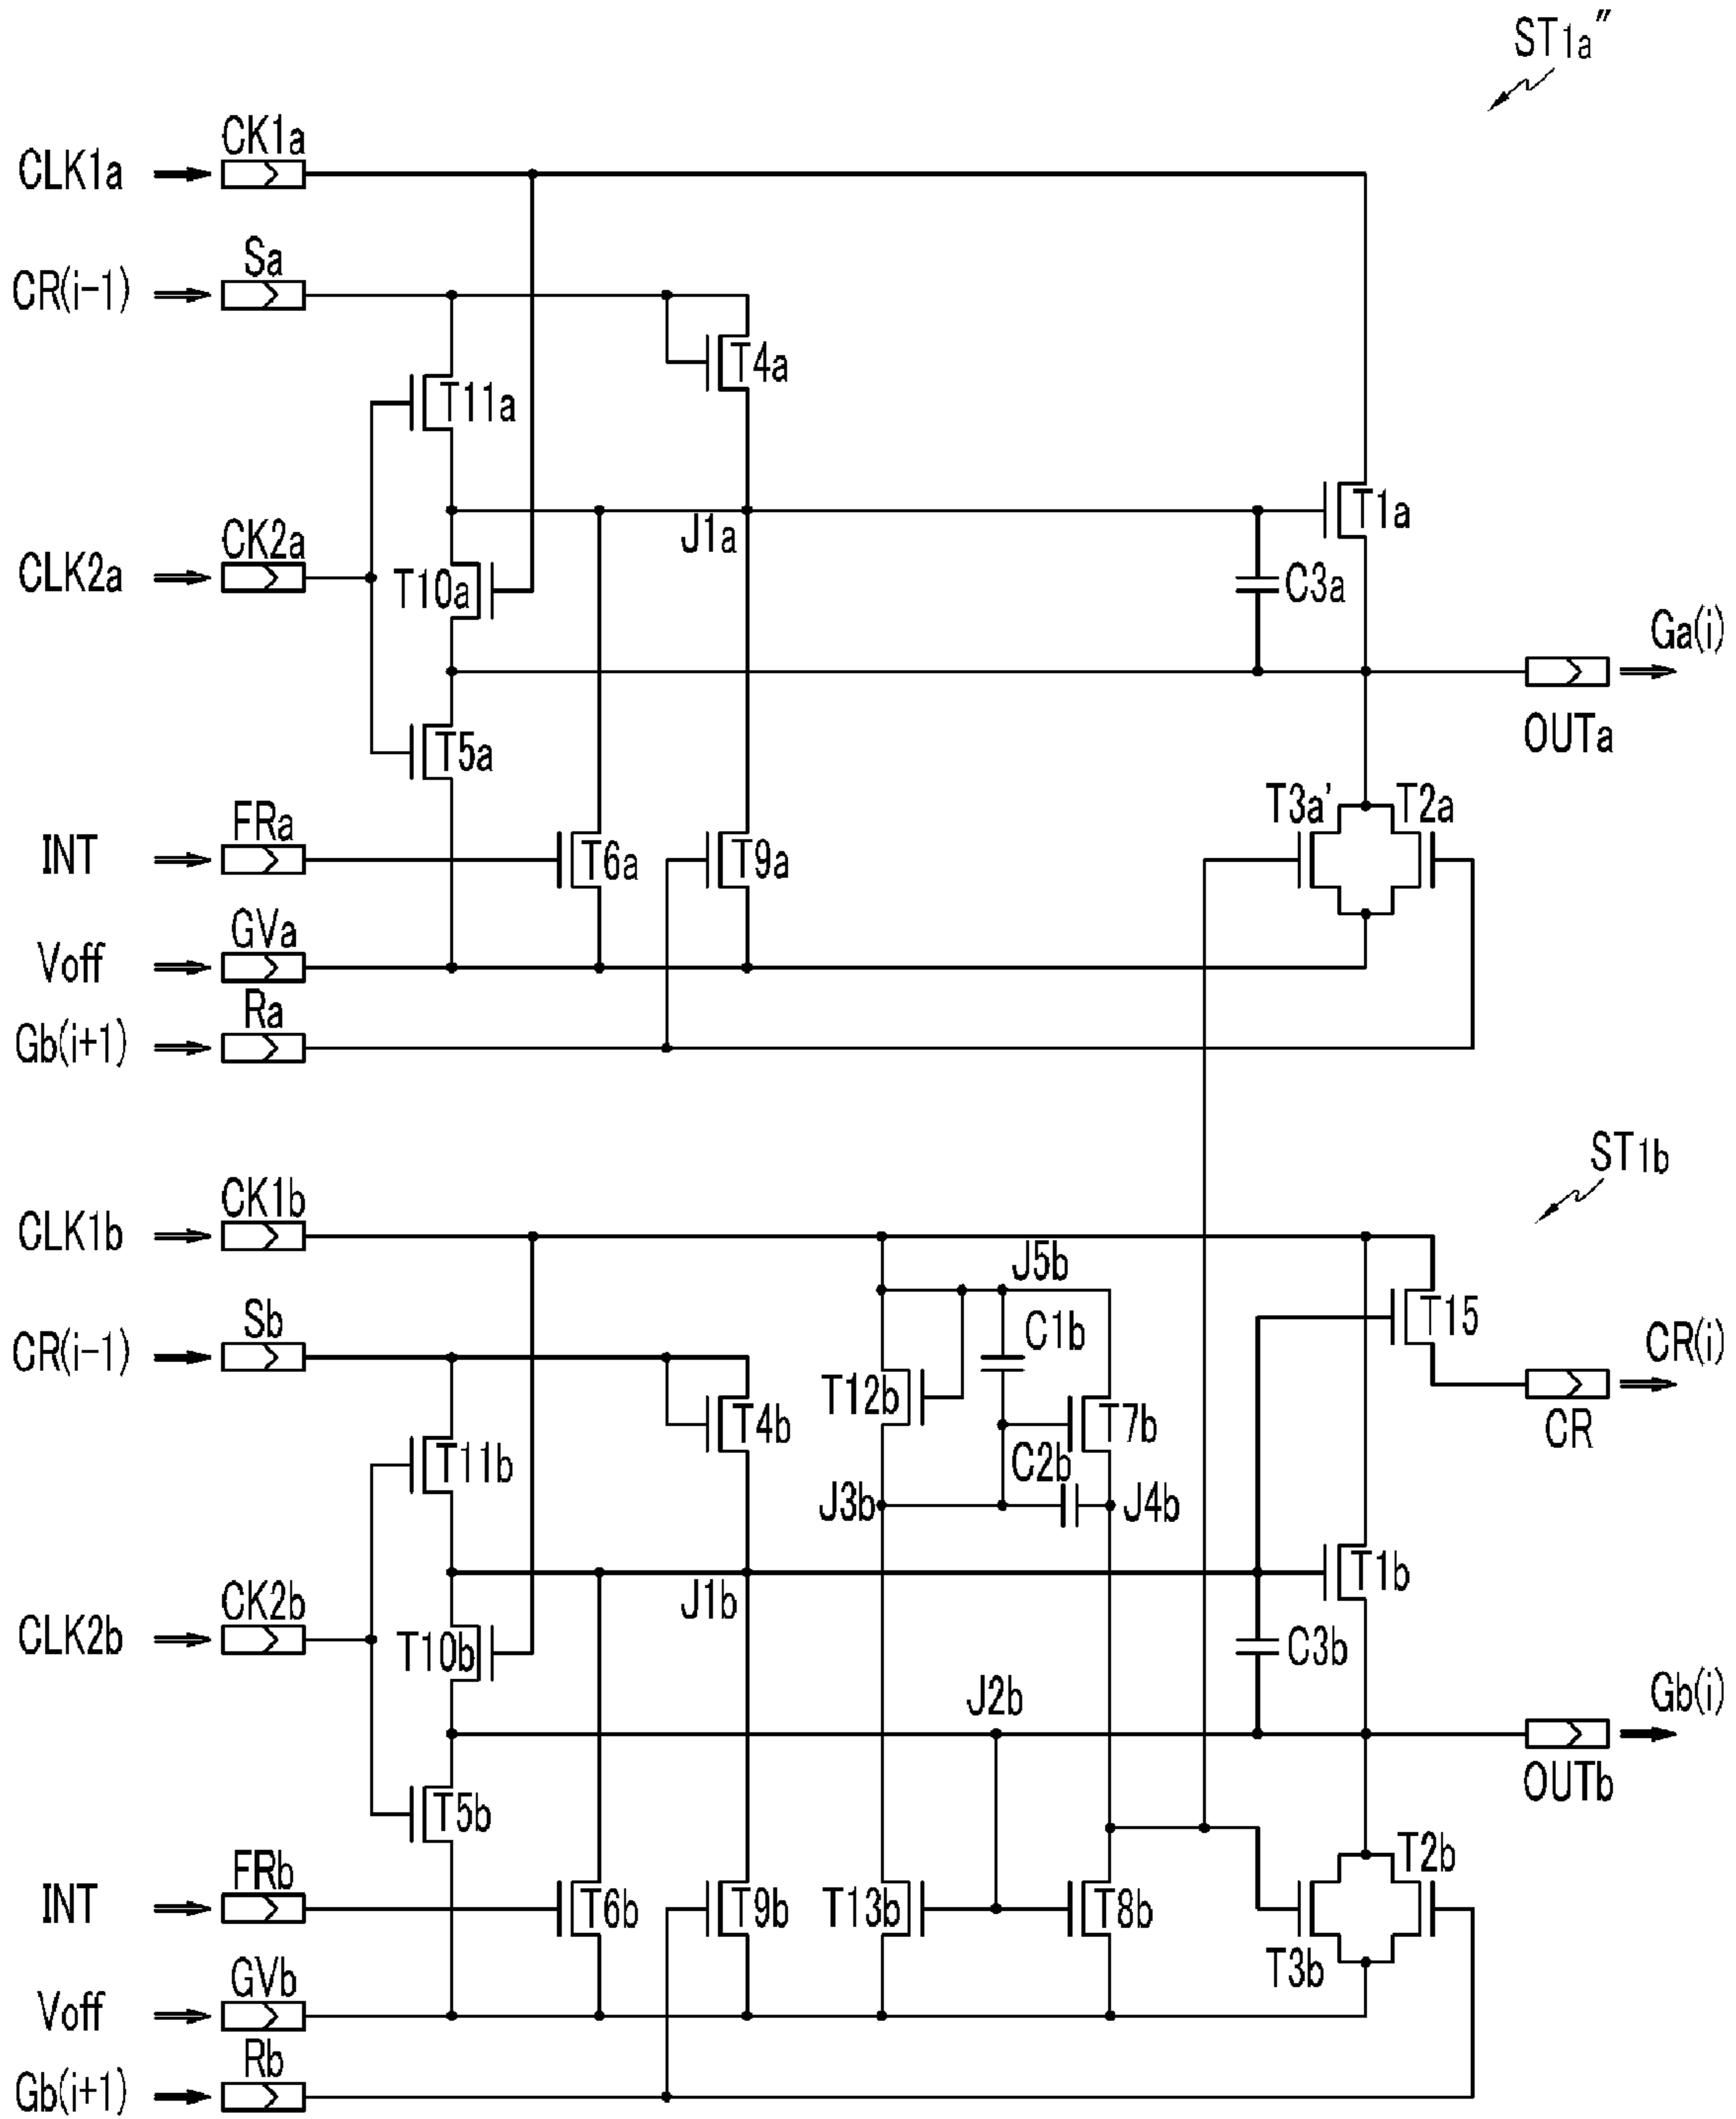 ST1a″
CK1a
CLK1a
Sa
CR(i-1)
T4a
T11a
T1a
J1a
CK2a
CLK2a
T10a
C3a
Ga(i)
T5a
OUTa
T3a' T2a
FRa
INT
T6a
T9a
GVa
Voff
Ra
Gb(i+1)
ST1b
CK1b
CLK1b
J5b
Sb
C1b
T15
CR(i)
CR(i-1)
T12b
T4b
T7b
CR
T11b
C2b
J3b
J4b
T1b
CK2b
J1b
CLK2b
T10b
C3b
J2b
Gb(i)
OUTb
T5b
T2b
FRb
INT
T6b
T9b
T13b
T8b
T3b
GVb
Voff
Rb
Gb(i+1)